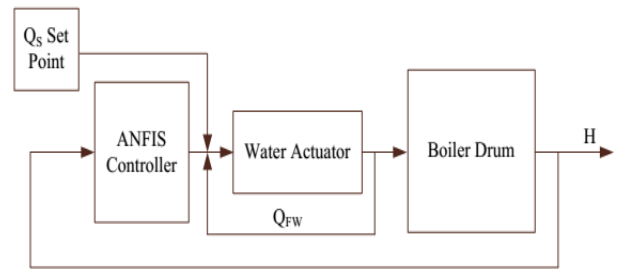 Qs Set
Point
ANFIS
Controller
Water Actuator
Boiler Drum
H
QFW